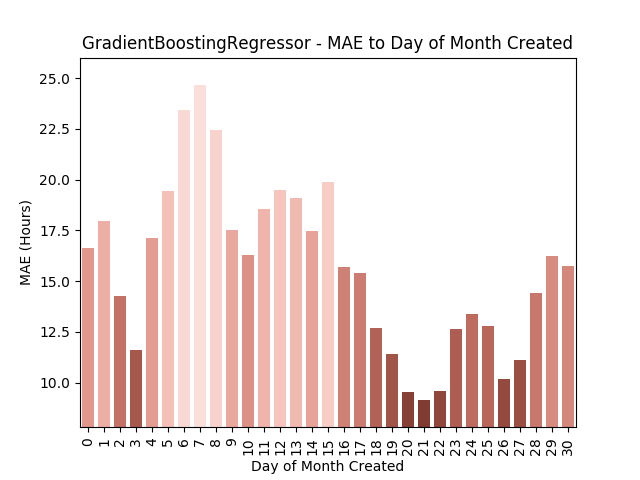 GradientBoostingRegressor - MAE to Day of Month Created
25.0
22.5
20.0
17.5
15.0
12.5
10.0
MAE (Hours)
0 1 2 3 4 5 6 7 8 9 10 11 12 13 14 15 16 17 18 19 20 21 22 23 24 25 26 27 28 29 30
Day of Month Created